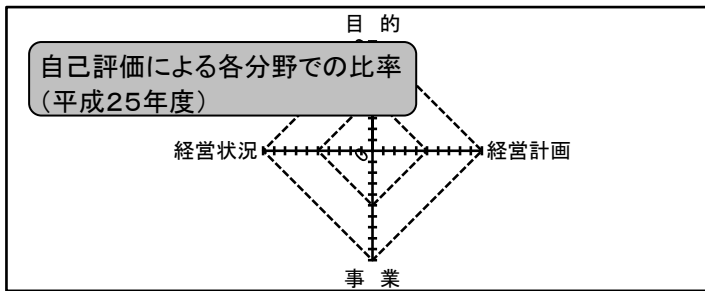 目 的
自己評価による各分野での比率
（平成25年度）
経営状況
経営計画
事 業